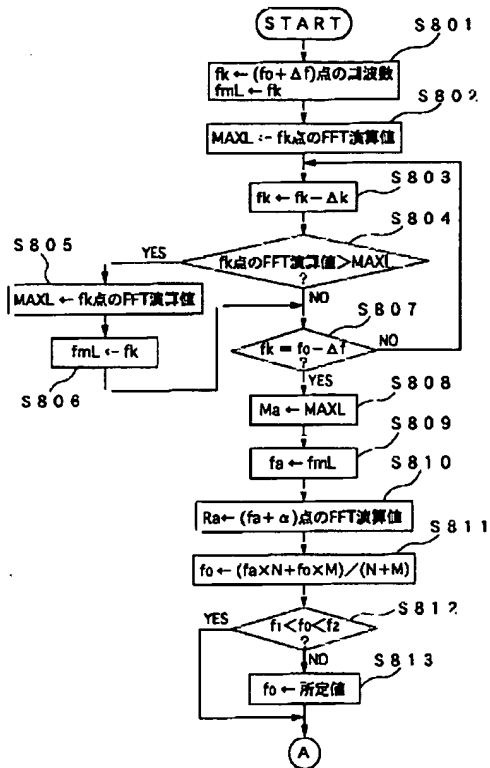 START
S801
fk ← (fo + Δf)点の周波数
fmL ← fk
S802
MAXL ← fk点のFFT演算値
S803
fk ← fk − Δk
S804
fk点のFFT演算値>MAXL
?
YES
NO
S805
MAXL ← fk点のFFT演算値
S806
fmL ← fk
S807
fk = fo − Δf
?
NO
YES
S808
Ma ← MAXL
S809
fa ← fmL
S810
Ra ← (fa + α)点のFFT演算値
S811
fo ← (fa×N+fo×M)/(N+M)
S812
f1<fo<f2
?
YES
NO
S813
fo ← 所定値
A